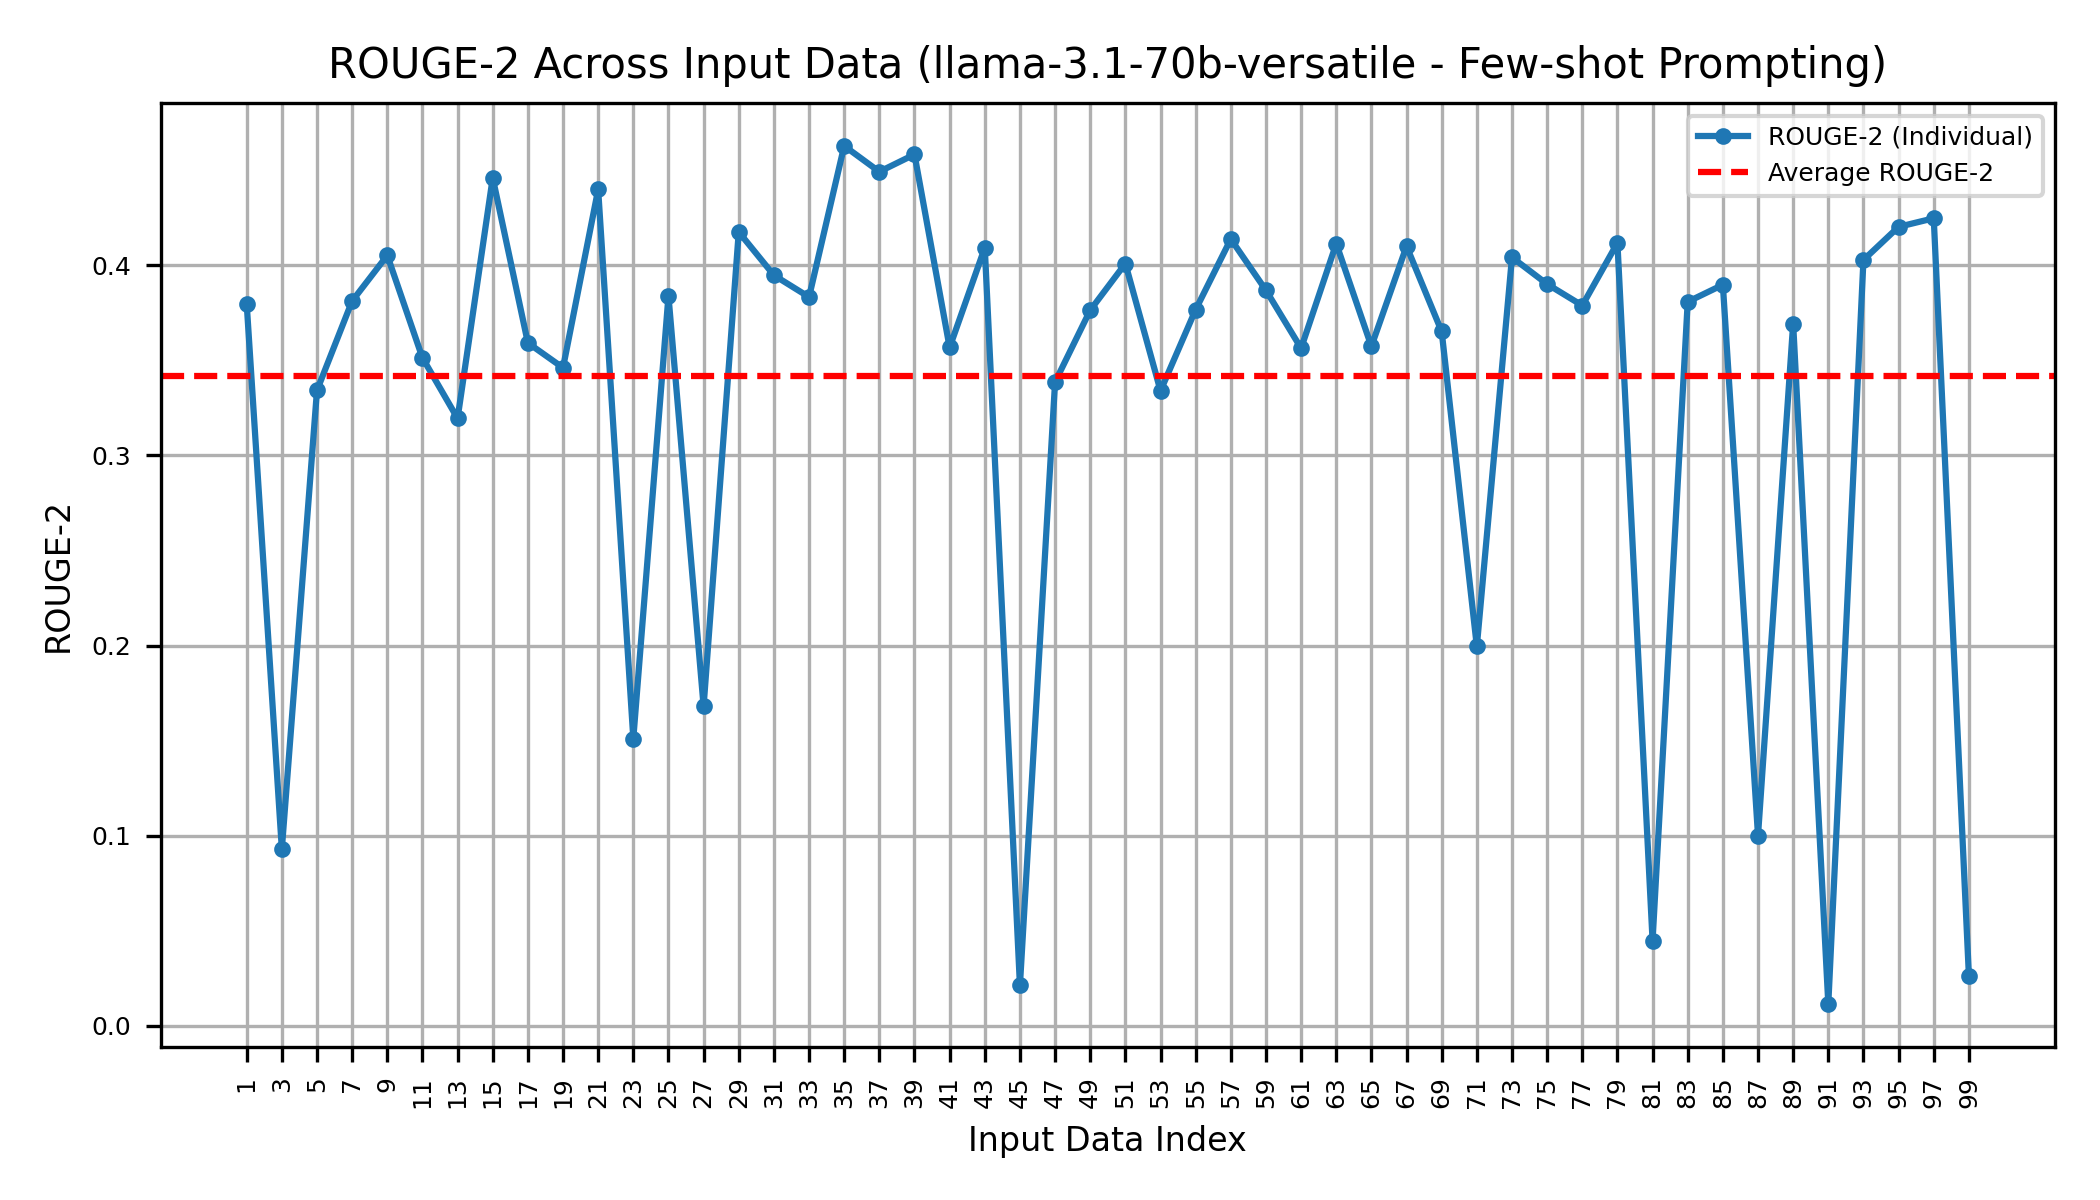 ROUGE-2 Across Input Data (llama-3.1-70b-versatile - Few-shot Prompting)
ROUGE-2 (Individual)
Average ROUGE-2
0.4
0.3
0.2
0.1
0.0
ROUGE-2
1 3 5 7 9 11 13 15 17 19 21 23 25 27 29 31 33 35 37 39 41 43 45 47 49 51 53 55 57 59 61 63 65 67 69 71 73 75 77 79 81 83 85 87 89 91 93 95 97 99
Input Data Index